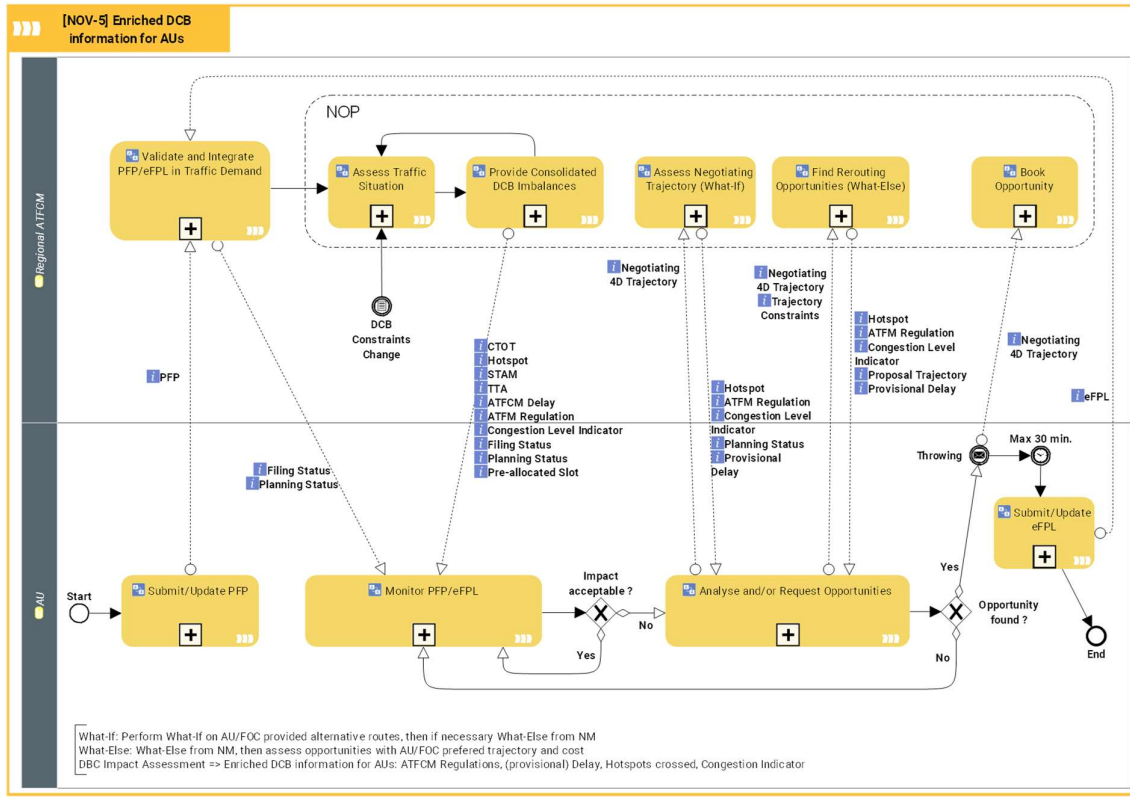 [NOV-5] Enriched DCB
information for AUs
Regional ATFCM
NOP
Validate and Integrate
PFP/eFPL in Traffic Demand
Assess Traffic
Situation
Provide Consolidated
DCB Imbalances
Assess Negotiating
Trajectory (What-If)
Find Rerouting
Opportunities (What-Else)
Book
Opportunity
DCB
Constraints
Change
PFP
Filing Status
Planning Status
CTOT
Hotspot
STAM
TTA
ATFCM Delay
ATFM Regulation
Congestion Level Indicator
Filing Status
Planning Status
Pre-allocated Slot
Negotiating
4D Trajectory
Hotspot
ATFM Regulation
Congestion Level
Indicator
Planning Status
Provisional
Delay
Negotiating
4D Trajectory
Trajectory
Constraints
Hotspot
ATFM Regulation
Congestion Level
Indicator
Proposal Trajectory
Provisional Delay
Negotiating
4D Trajectory
eFPL
AU
Start
Submit/Update PFP
Monitor PFP/eFPL
Impact
acceptable ?
No
Yes
Analyse and/or Request Opportunities
Opportunity
found ?
Yes
No
Throwing
Max 30 min.
Submit/Update
eFPL
End
What-If: Perform What-If on AU/FOC provided alternative routes, then if necessary What-Else from NM
What-Else: What-Else from NM, then assess opportunities with AU/FOC prefered trajectory and cost
DBC Impact Assessment => Enriched DCB information for AUs: ATFCM Regulations, (provisional) Delay, Hotspots crossed, Congestion Indicator